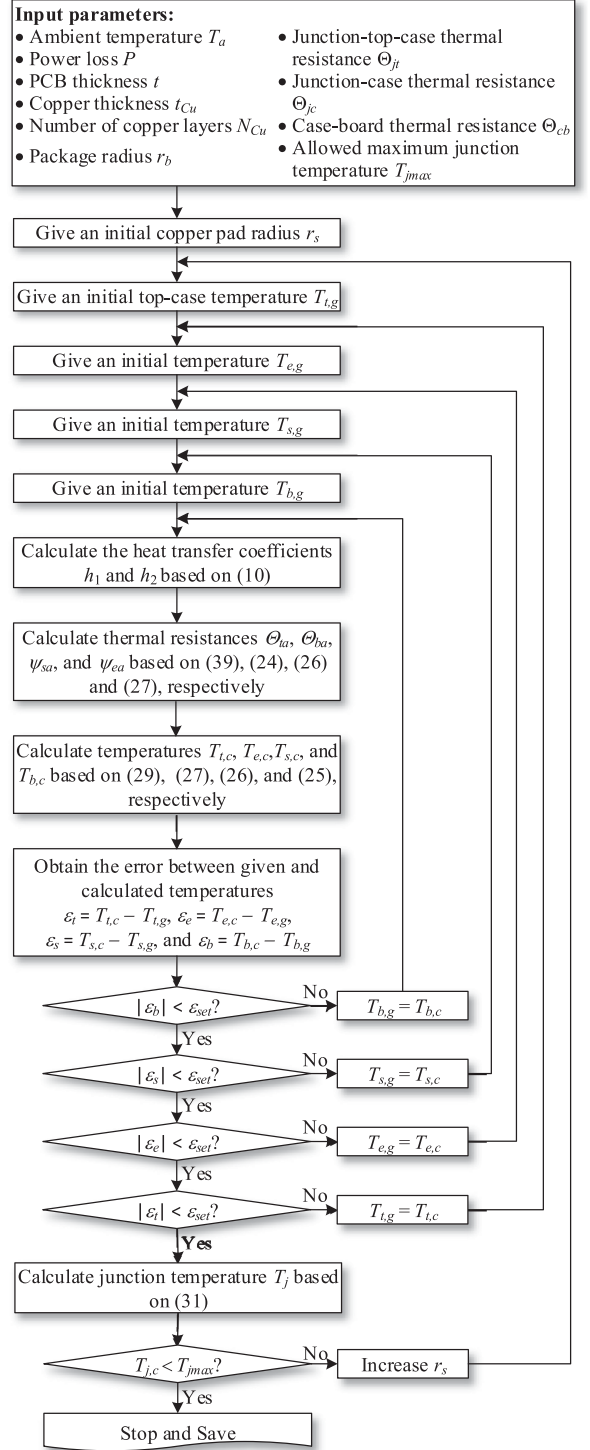 Input parameters:
• Ambient temperature Ta
• Power loss P
• PCB thickness t
• Copper thickness tCu
• Number of copper layers NCu
• Package radius rb
• Junction-top-case thermal
resistance Θjt
• Junction-case thermal resistance
Θjc
• Case-board thermal resistance Θcb
• Allowed maximum junction
temperature Tjmax
Give an initial copper pad radius rs
Give an initial top-case temperature Tt,g
Give an initial temperature Te,g
Give an initial temperature Ts,g
Give an initial temperature Tb,g
Calculate the heat transfer coefficients
h1 and h2 based on (10)
Calculate thermal resistances Θta, Θba,
ψsa, and ψea based on (39), (24), (26)
and (27), respectively
Calculate temperatures Tt,c, Te,c,Ts,c, and
Tb,c based on (29), (27), (26), and (25),
respectively
Obtain the error between given and
calculated temperatures
εt = Tt,c − Tt,g, εe = Te,c − Te,g,
εs = Ts,c − Ts,g, and εb = Tb,c − Tb,g
|εb| < εset?
No
Tb,g = Tb,c
Yes
|εs| < εset?
No
Ts,g = Ts,c
Yes
|εe| < εset?
No
Te,g = Te,c
Yes
|εt| < εset?
No
Tt,g = Tt,c
Yes
Calculate junction temperature Tj based
on (31)
Tj,c < Tjmax?
No
Increase rs
Yes
Stop and Save